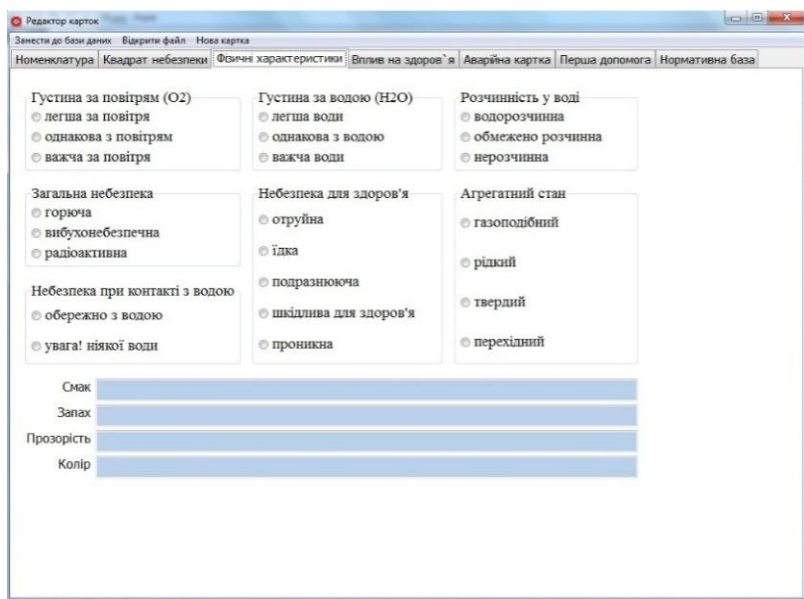 Редактор карток
Занести до бази даних Відкрити файл Нова картка
Номенклатура Квадрат небезпеки Фізичні характеристики Вплив на здоров`я Аварійна картка Перша допомога Нормативна база
Густина за повітрям (O2)
легша за повітря
однакова з повітрям
важча за повітря
Густина за водою (H2O)
легша води
однакова з водою
важча води
Розчинність у воді
водорозчинна
обмежено розчинна
нерозчинна
Загальна небезпека
горюча
вибухонебезпечна
радіоактивна
Небезпека при контакті з водою
обережно з водою
увага! ніякої води
Небезпека для здоров'я
отруйна
їдка
подразнююча
шкідлива для здоров'я
проникна
Агрегатний стан
газоподібний
рідкий
твердий
перехідний
Смак
Запах
Прозорість
Колір